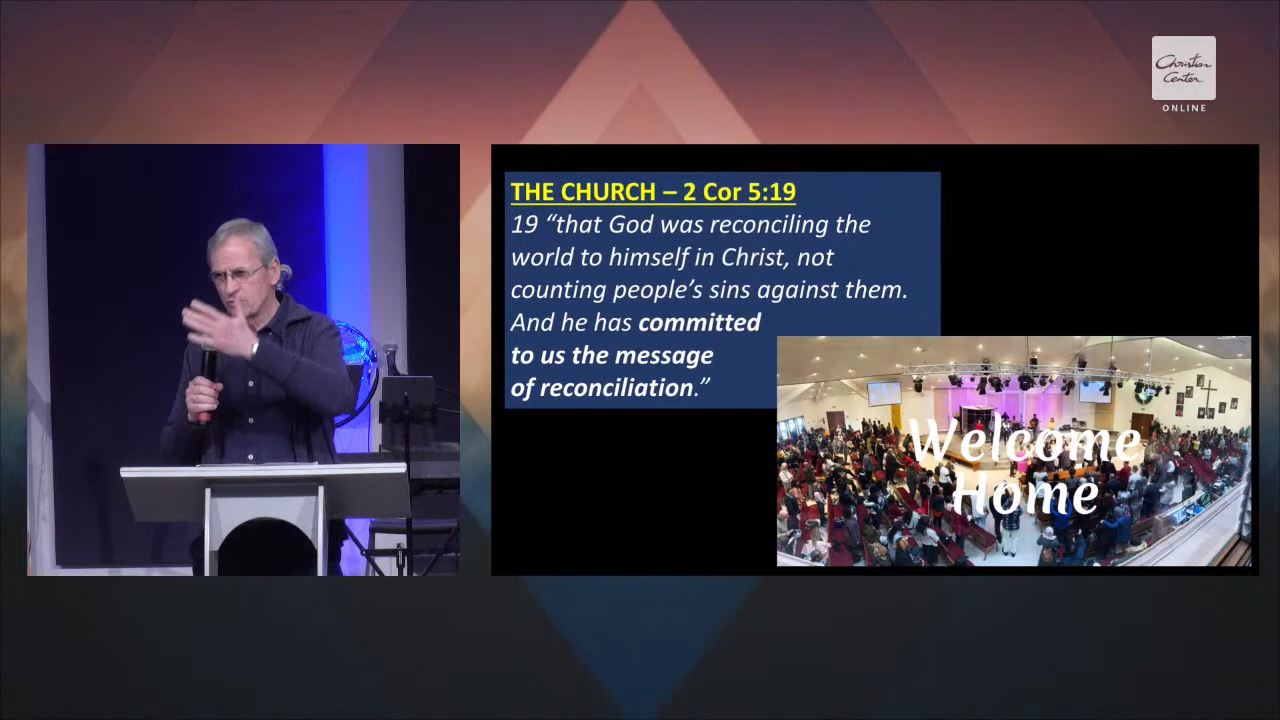 Christian
Center
ONLINE
THE CHURCH – 2 Cor 5:19
19 “that God was reconciling the
world to himself in Christ, not
counting people’s sins against them.
And he has committed
to us the message
of reconciliation.”
Welcome
Home